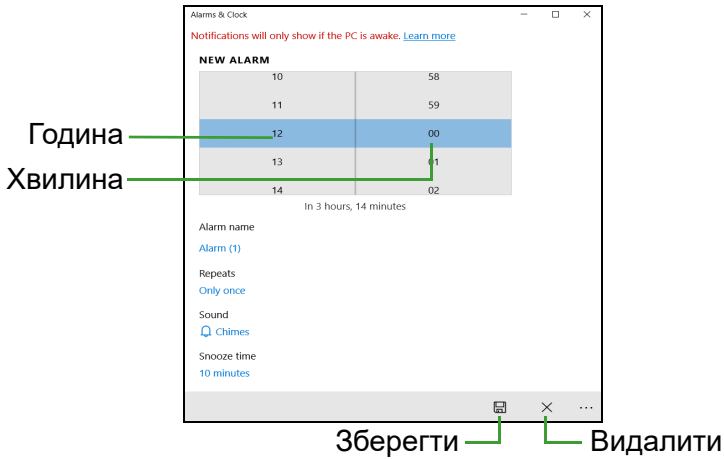 Alarms & Clock
Notifications will only show if the PC is awake. Learn more
NEW ALARM
10 58
11 59
Година 12 00
13 01
Хвилина
14 02
In 3 hours, 14 minutes
Alarm name
Alarm (1)
Repeats
Only once
Sound
Chimes
Snooze time
10 minutes
Зберегти Видалити